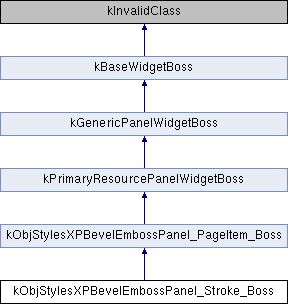 kInvalidClass
kBaseWidgetBoss
kGenericPanelWidgetBoss
kPrimaryResourcePanelWidgetBoss
kObjStylesXPBevelEmbossPanel_PageItem_Boss
kObjStylesXPBevelEmbossPanel_Stroke_Boss